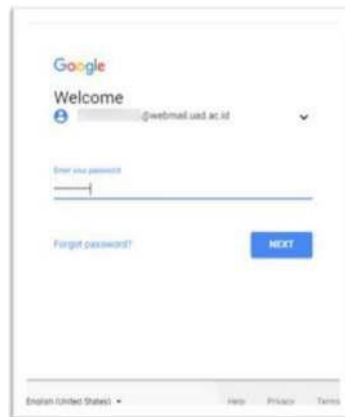 Google
Welcome
@webmail.uad.ac.id
Enter your password
Forgot password?
NEXT
English (United States)
Help Privacy Terms